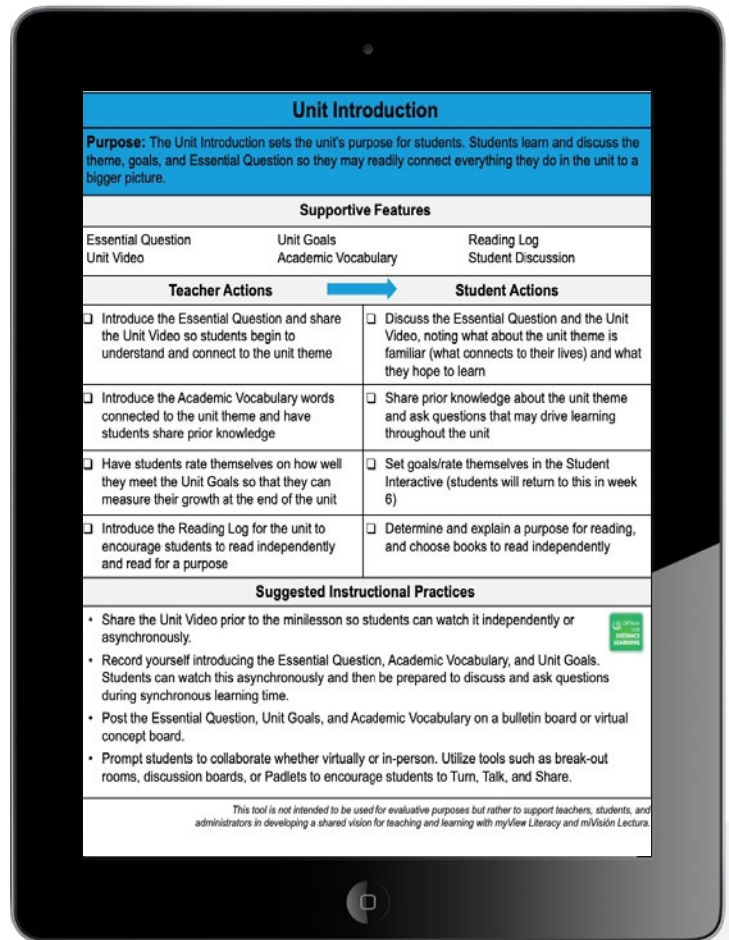 Unit Introduction
Purpose: The Unit Introduction sets the unit's purpose for students. Students learn and discuss the
theme, goals, and Essential Question so they may readily connect everything they do in the unit to a
bigger picture.
Supportive Features
Essential Question Unit Goals Reading Log
Unit Video Academic Vocabulary Student Discussion
Teacher Actions Student Actions
❑ Introduce the Essential Question and share
the Unit Video so students begin to
understand and connect to the unit theme
❑ Discuss the Essential Question and the Unit
Video, noting what about the unit theme is
familiar (what connects to their lives) and what
they hope to learn
❑ Introduce the Academic Vocabulary words
connected to the unit theme and have
students share prior knowledge
❑ Share prior knowledge about the unit theme
and ask questions that may drive learning
throughout the unit
❑ Have students rate themselves on how well
they meet the Unit Goals so that they can
measure their growth at the end of the unit
❑ Set goals/rate themselves in the Student
Interactive (students will return to this in week
6)
❑ Introduce the Reading Log for the unit to
encourage students to read independently
and read for a purpose
❑ Determine and explain a purpose for reading,
and choose books to read independently
Suggested Instructional Practices
• Share the Unit Video prior to the minilesson so students can watch it independently or
asynchronously.
• Record yourself introducing the Essential Question, Academic Vocabulary, and Unit Goals.
Students can watch this asynchronously and then be prepared to discuss and ask questions
during synchronous learning time.
• Post the Essential Question, Unit Goals, and Academic Vocabulary on a bulletin board or virtual
concept board.
• Prompt students to collaborate whether virtually or in-person. Utilize tools such as break-out
rooms, discussion boards, or Padlets to encourage students to Turn, Talk, and Share.
DISTANCE
LEARNING
This tool is not intended to be used for evaluative purposes but rather to support teachers, students, and
administrators in developing a shared vision for teaching and learning with myView Literacy and miVisión Lectura.